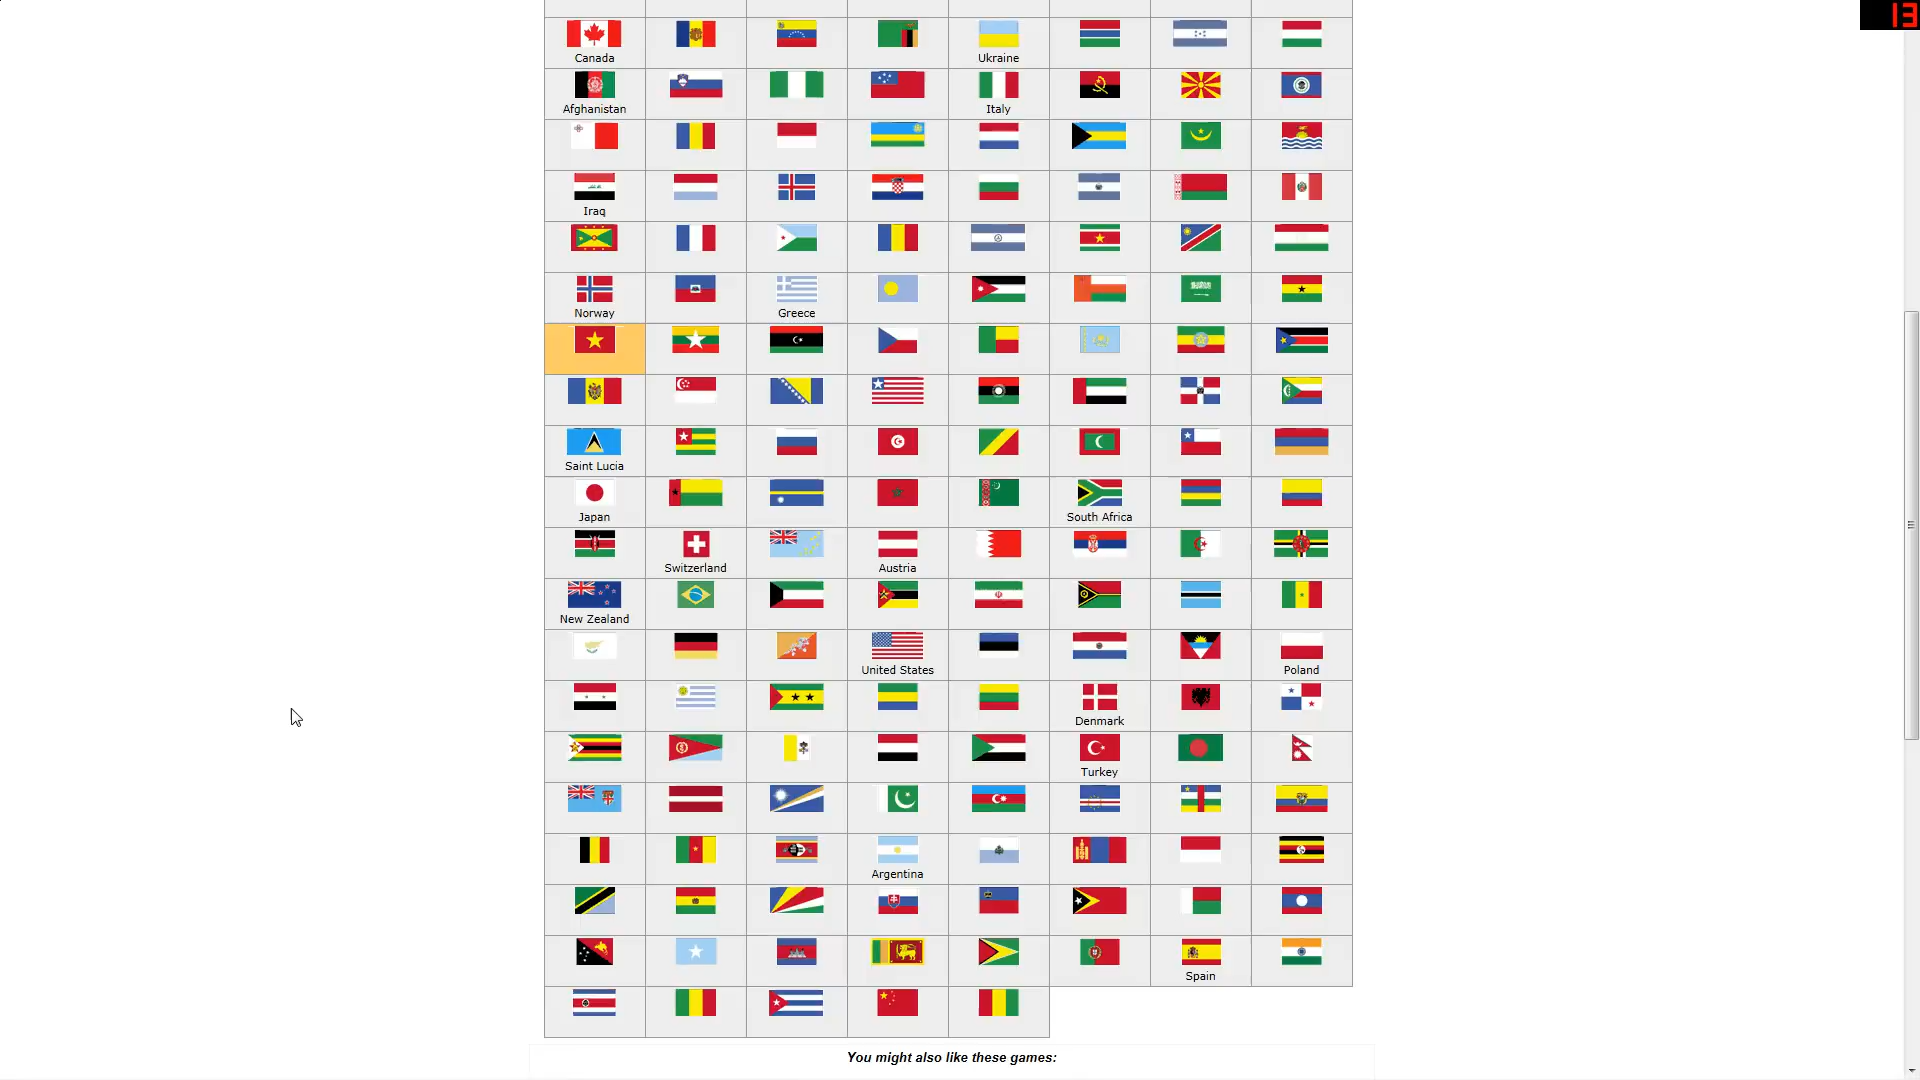 13
Canada
Ukraine
Afghanistan
Italy
Iraq
Norway
Greece
Saint Lucia
Japan
South Africa
Switzerland
Austria
New Zealand
United States
Poland
Denmark
Turkey
Argentina
Spain
You might also like these games: